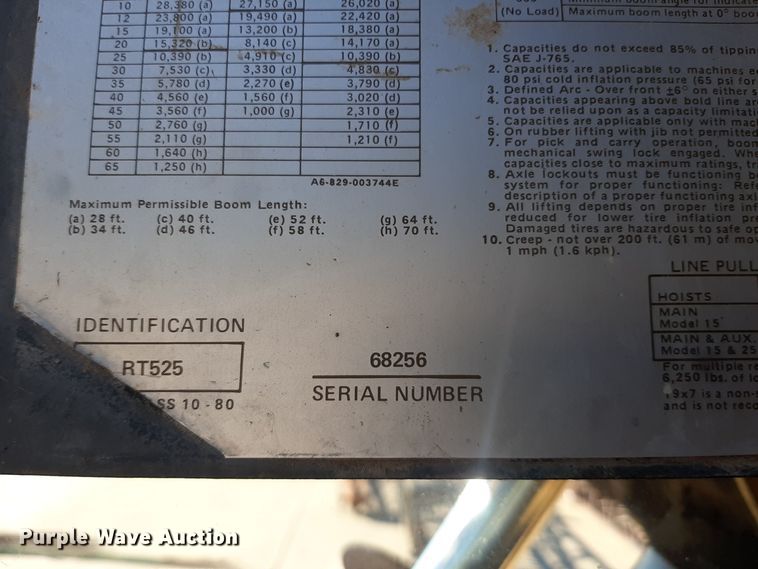 10 28,380 (a) 27,150 (a) 26,020 (a)
12 23,800 (a) 19,490 (a) 22,420 (a)
15 19,100 (a) 13,200 (b) 18,380 (a)
20 15,320 (b) 8,140 (c) 14,170 (a)
25 10,390 (b) 4,910 (c) 10,390 (b)
30 7,530 (c) 3,330 (d) 4,830 (c)
35 5,780 (d) 2,270 (e) 3,790 (d)
40 4,560 (e) 1,560 (f) 3,020 (d)
45 3,560 (f) 1,000 (g) 2,310 (e)
50 2,760 (g) 1,710 (f)
55 2,110 (g) 1,210 (f)
60 1,640 (h)
65 1,250 (h)
A6-829-003744E
Maximum Permissible Boom Length:
(a) 28 ft. (c) 40 ft. (e) 52 ft. (g) 64 ft.
(b) 34 ft. (d) 46 ft. (f) 58 ft. (h) 70 ft.
IDENTIFICATION
RT525
SS 10 - 80
68256
SERIAL NUMBER
(No Load) Maximum boom length at 0° boo
1. Capacities do not exceed 85% of tippin
SAE J-765.
2. Capacities are applicable to machines e
80 psi cold inflation pressure (65 psi for
3. Defined Arc - Over front ±6° on either s
4. Capacities appearing above bold line ar
not be relied upon as a capacity limitati
5. Capacities are applicable only with mac
6. On rubber lifting with jib not permitted
7. For pick and carry operation, boom
mechanical swing lock engaged. Whe
capacities close to maximum ratings, tr
8. Axle lockouts must be functioning b
system for proper functioning: Refe
description of a proper functioning axl
9. All lifting depends on proper tire inf
reduced for lower tire inflation pre
Damaged tires are hazardous to safe op
10. Creep - not over 200 ft. (61 m) of mov
1 mph (1.6 kph).
LINE PULL
HOISTS
MAIN
Model 15
MAIN & AUX.
Model 15 & 25
For multiple re
6,250 lbs. of lo
19x7 is a non-s
and is not reco
Purple Wave Auction